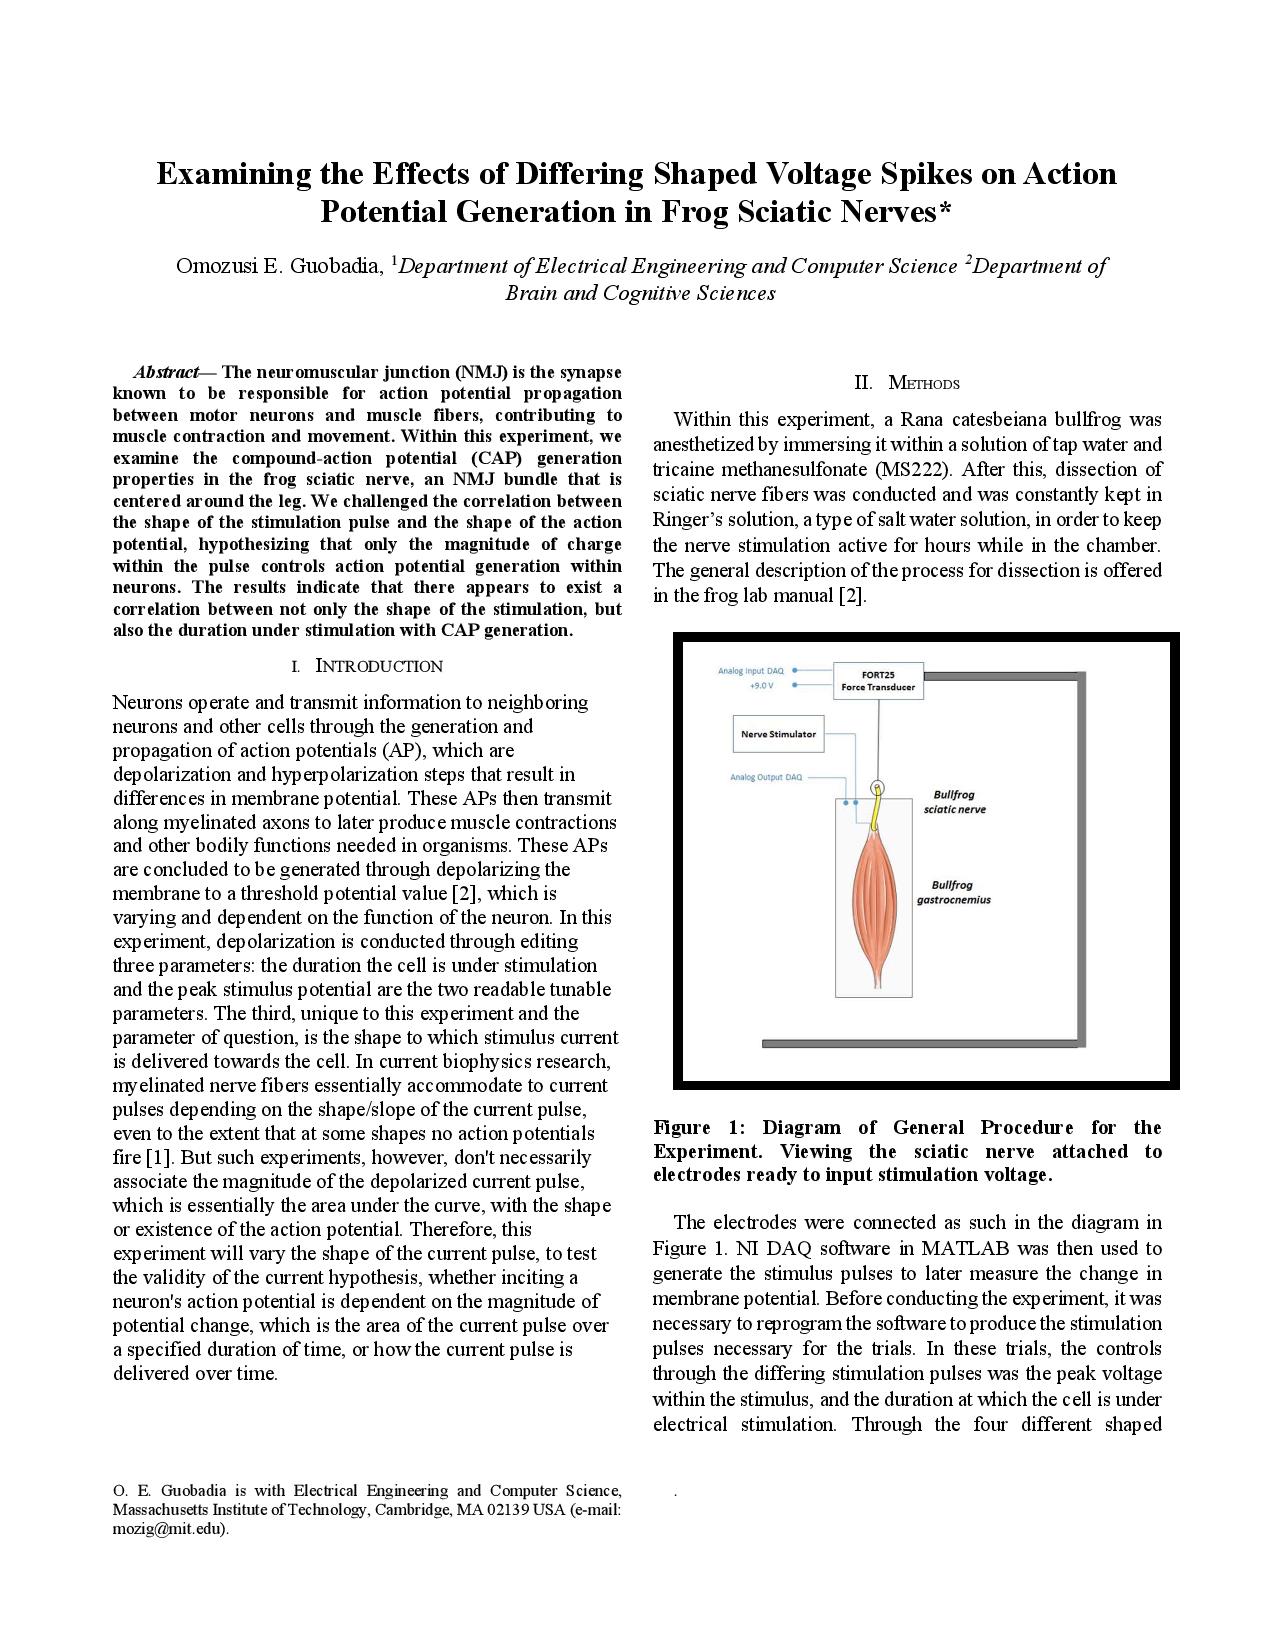 Examining the Effects of Differing Shaped Voltage Spikes on Action
Potential Generation in Frog Sciatic Nerves*
Omozusi E. Guobadia, ¹Department of Electrical Engineering and Computer Science ²Department of
Brain and Cognitive Sciences
Abstract— The neuromuscular junction (NMJ) is the synapse
known to be responsible for action potential propagation
between motor neurons and muscle fibers, contributing to
muscle contraction and movement. Within this experiment, we
examine the compound-action potential (CAP) generation
properties in the frog sciatic nerve, an NMJ bundle that is
centered around the leg. We challenged the correlation between
the shape of the stimulation pulse and the shape of the action
potential, hypothesizing that only the magnitude of charge
within the pulse controls action potential generation within
neurons. The results indicate that there appears to exist a
correlation between not only the shape of the stimulation, but
also the duration under stimulation with CAP generation.
I. INTRODUCTION
Neurons operate and transmit information to neighboring
neurons and other cells through the generation and
propagation of action potentials (AP), which are
depolarization and hyperpolarization steps that result in
differences in membrane potential. These APs then transmit
along myelinated axons to later produce muscle contractions
and other bodily functions needed in organisms. These APs
are concluded to be generated through depolarizing the
membrane to a threshold potential value [2], which is
varying and dependent on the function of the neuron. In this
experiment, depolarization is conducted through editing
three parameters: the duration the cell is under stimulation
and the peak stimulus potential are the two readable tunable
parameters. The third, unique to this experiment and the
parameter of question, is the shape to which stimulus current
is delivered towards the cell. In current biophysics research,
myelinated nerve fibers essentially accommodate to current
pulses depending on the shape/slope of the current pulse,
even to the extent that at some shapes no action potentials
fire [1]. But such experiments, however, don't necessarily
associate the magnitude of the depolarized current pulse,
which is essentially the area under the curve, with the shape
or existence of the action potential. Therefore, this
experiment will vary the shape of the current pulse, to test
the validity of the current hypothesis, whether inciting a
neuron's action potential is dependent on the magnitude of
potential change, which is the area of the current pulse over
a specified duration of time, or how the current pulse is
delivered over time.
O. E. Guobadia is with Electrical Engineering and Computer Science,
Massachusetts Institute of Technology, Cambridge, MA 02139 USA (e-mail:
mozig@mit.edu).
II. METHODS
Within this experiment, a Rana catesbeiana bullfrog was
anesthetized by immersing it within a solution of tap water and
tricaine methanesulfonate (MS222). After this, dissection of
sciatic nerve fibers was conducted and was constantly kept in
Ringer’s solution, a type of salt water solution, in order to keep
the nerve stimulation active for hours while in the chamber.
The general description of the process for dissection is offered
in the frog lab manual [2].
Analog Input DAQ
+9.0 V
FORT25
Force Transducer
Nerve Stimulator
Analog Output DAQ
Bullfrog
sciatic nerve
Bullfrog
gastrocnemius
Figure 1: Diagram of General Procedure for the
Experiment. Viewing the sciatic nerve attached to
electrodes ready to input stimulation voltage.
The electrodes were connected as such in the diagram in
Figure 1. NI DAQ software in MATLAB was then used to
generate the stimulus pulses to later measure the change in
membrane potential. Before conducting the experiment, it was
necessary to reprogram the software to produce the stimulation
pulses necessary for the trials. In these trials, the controls
through the differing stimulation pulses was the peak voltage
within the stimulus, and the duration at which the cell is under
electrical stimulation. Through the four different shaped
.